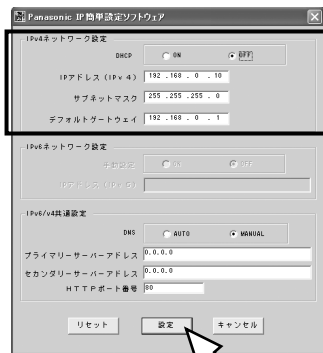 Panasonic IP簡単設定ソフトウェア
IPv4ネットワーク設定
DHCP ON OFF
IPアドレス(IPv4) 192 .168 . 0 . 10
サブネットマスク 255 .255 .255 . 0
デフォルトゲートウェイ 192 .168 . 0 . 1
IPv6ネットワーク設定
手動設定 ON OFF
IPアドレス(IPv6)
IPv6/v4共通設定
DNS AUTO MANUAL
プライマリーサーバーアドレス 0.0.0.0
セカンダリーサーバーアドレス 0.0.0.0
HTTPポート番号 80
リセット 設定 キャンセル